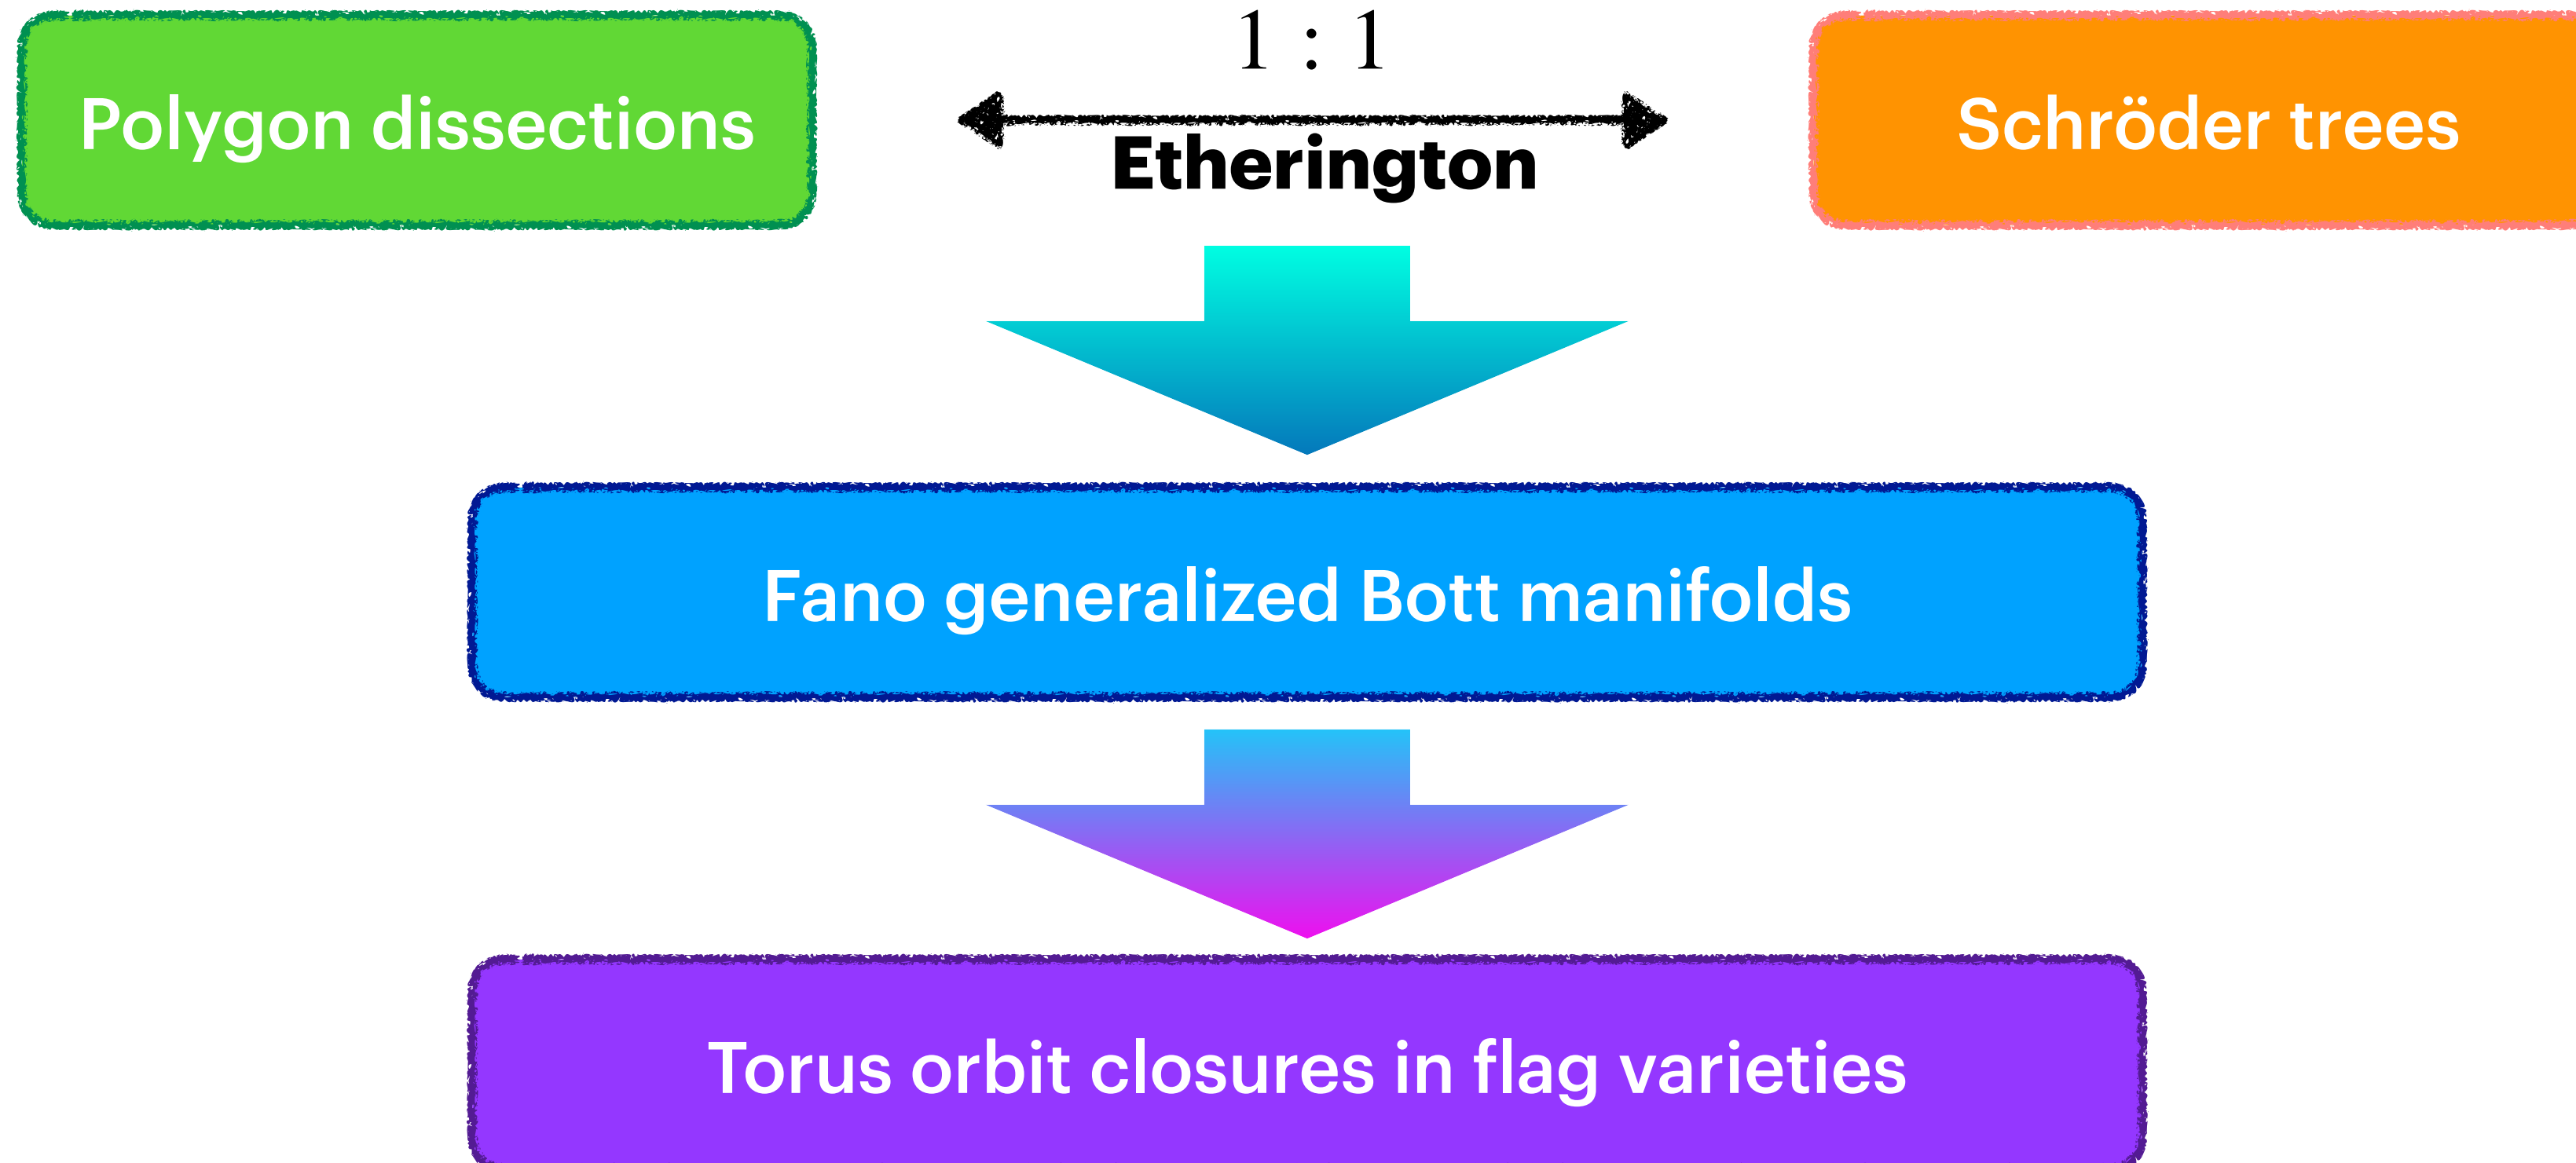 1 : 1
Polygon dissections
Etherington
Schröder trees
Fano generalized Bott manifolds
Torus orbit closures in flag varieties